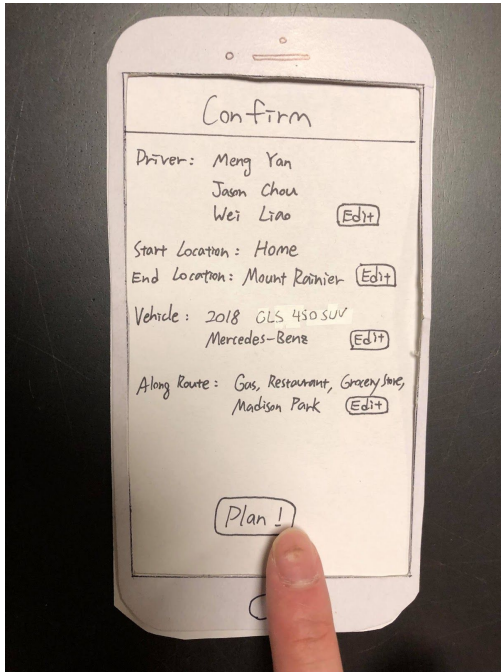 Confirm
Driver: Meng Yan
Jason Chou
Wei Liao Edit
Start Location: Home
End Location: Mount Rainier Edit
Vehicle: 2018 GLS 450 SUV
Mercedes-Benz Edit
Along Route: Gas, Restaurant, Grocery Store,
Madison Park Edit
Plan!